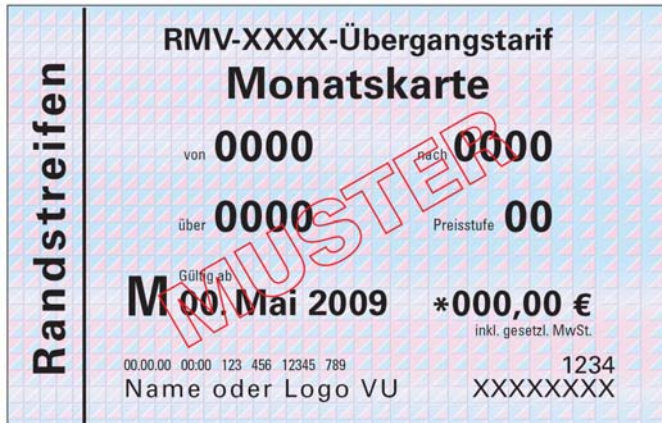 Randstreifen
RMV-XXXX-Übergangstarif
Monatskarte
von 0000 nach 0000
über 0000 Preisstufe 00
Gültig ab
M 00. Mai 2009 *000,00 €
inkl. gesetzl. MwSt.
00.00.00 00:00 123 456 12345 789 1234
Name oder Logo VU XXXXXXXX
MUSTER